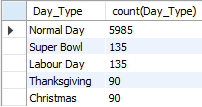 Day_Type count(Day_Type)
Normal Day 5985
Super Bowl 135
Labour Day 135
Thanksgiving 90
Christmas 90